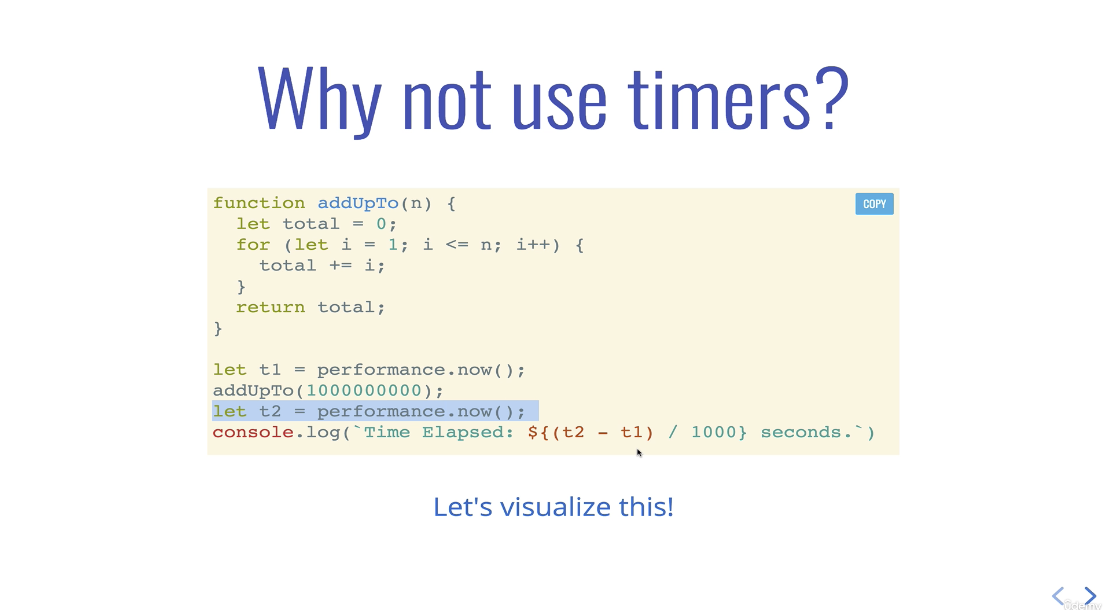 Why not use timers?
function addUpTo(n) {
COPY
  let total = 0;
  for (let i = 1; i <= n; i++) {
    total += i;
  }
  return total;
}
let t1 = performance.now();
addUpTo(1000000000);
let t2 = performance.now();
console.log(`Time Elapsed: ${(t2 - t1) / 1000} seconds.`)
Let's visualize this!
Udemy